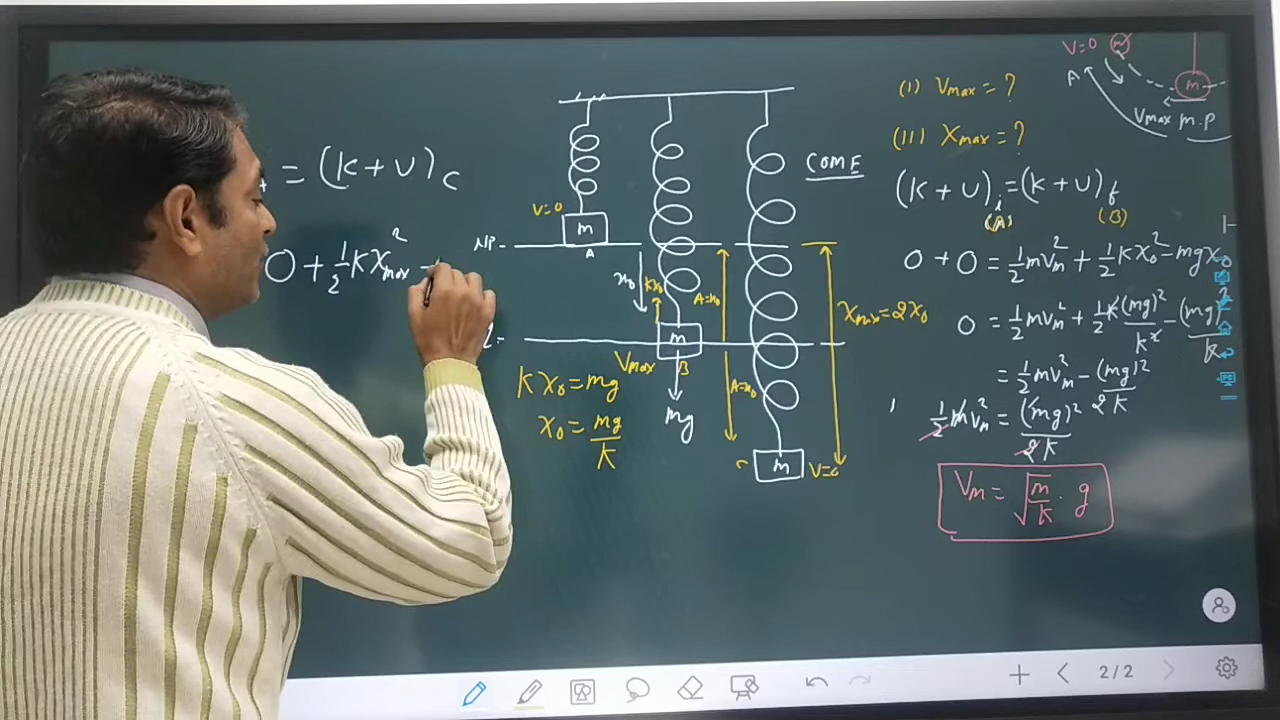 = (K+U)c
0 + ½Kx²max
V=0
m
A
NP-
x₀
Kx₀
m
Vmax
B
mg
Kx₀ = mg
x₀ = mg/K
A=x₀
A=x₀
m
xmax = 2x₀
COME
(I) Vmax = ?
(II) Xmax = ?
(K+U)i = (K+U)f
(A) (B)
0 + 0 = ½mv²m + ½Kx₀² - mgx₀
0 = ½mv²m + ½K(mg)²/K² - (mg)²/K
= ½mv²m - (mg)²/2K
½mv²m = (mg)²/2K
Vm = √(m/k) · g
V=0
m
A
m
Vmax m.p
2/2